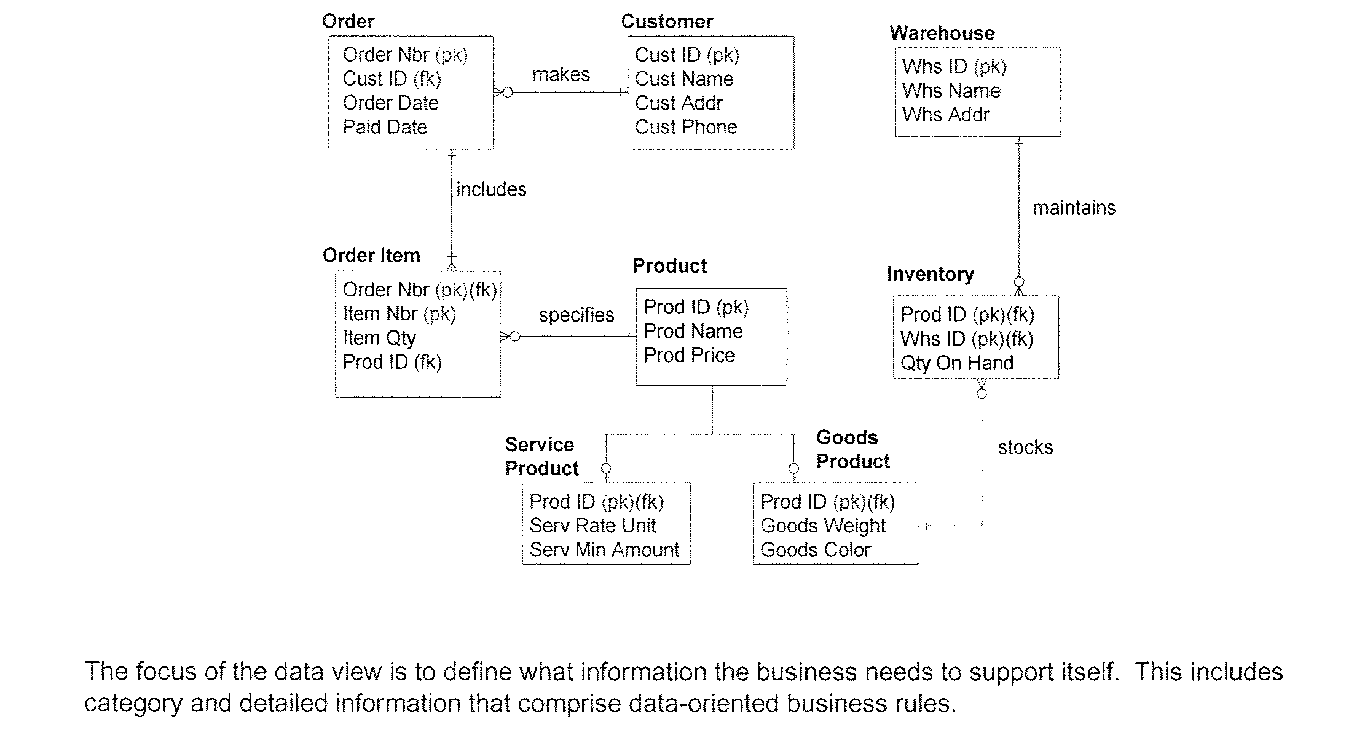 Order
Order Nbr (pk)
Cust ID (fk)
Order Date
Paid Date
makes
Customer
Cust ID (pk)
Cust Name
Cust Addr
Cust Phone
Warehouse
Whs ID (pk)
Whs Name
Whs Addr
includes
maintains
Order Item
Order Nbr (pk)(fk)
Item Nbr (pk)
Item Qty
Prod ID (fk)
specifies
Product
Prod ID (pk)
Prod Name
Prod Price
Inventory
Prod ID (pk)(fk)
Whs ID (pk)(fk)
Qty On Hand
stocks
Service
Product
Prod ID (pk)(fk)
Serv Rate Unit
Serv Min Amount
Goods
Product
Prod ID (pk)(fk)
Goods Weight
Goods Color
The focus of the data view is to define what information the business needs to support itself. This includes
category and detailed information that comprise data-oriented business rules.